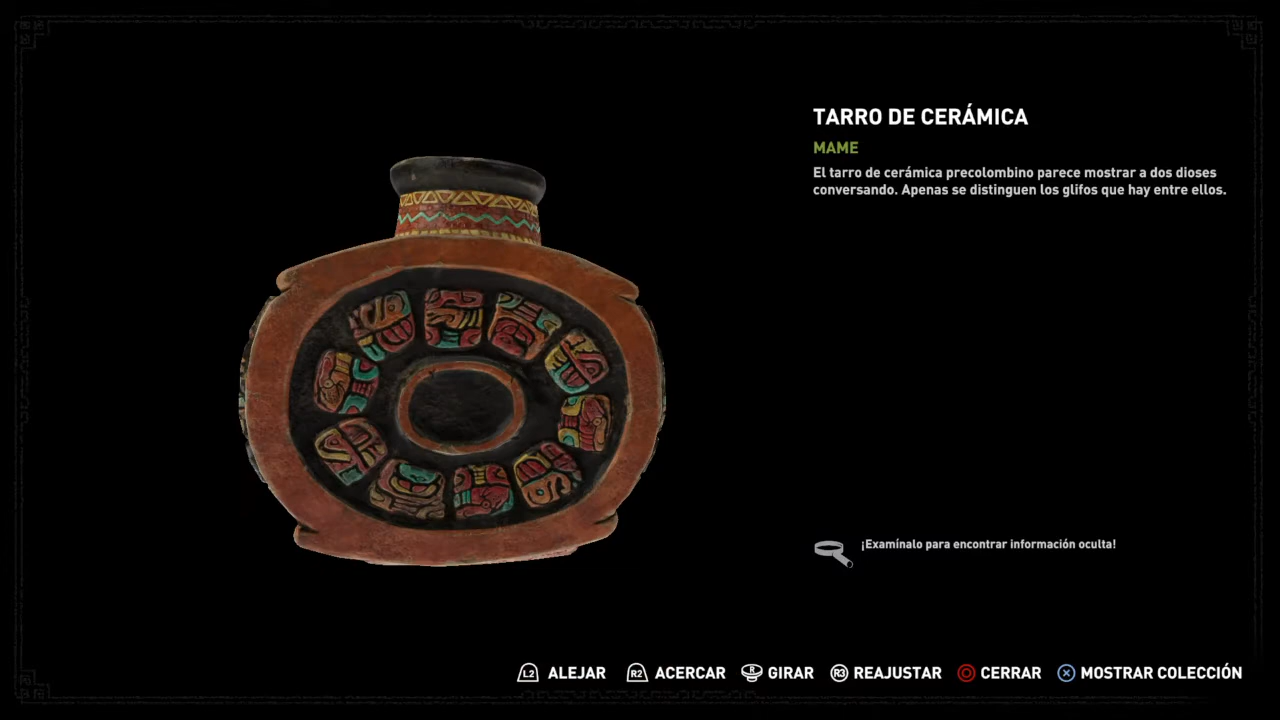 TARRO DE CERÁMICA
MAME
El tarro de cerámica precolombino parece mostrar a dos dioses
conversando. Apenas se distinguen los glifos que hay entre ellos.
¡Examínalo para encontrar información oculta!
L2 ALEJAR R2 ACERCAR R GIRAR R3 REAJUSTAR CERRAR MOSTRAR COLECCIÓN